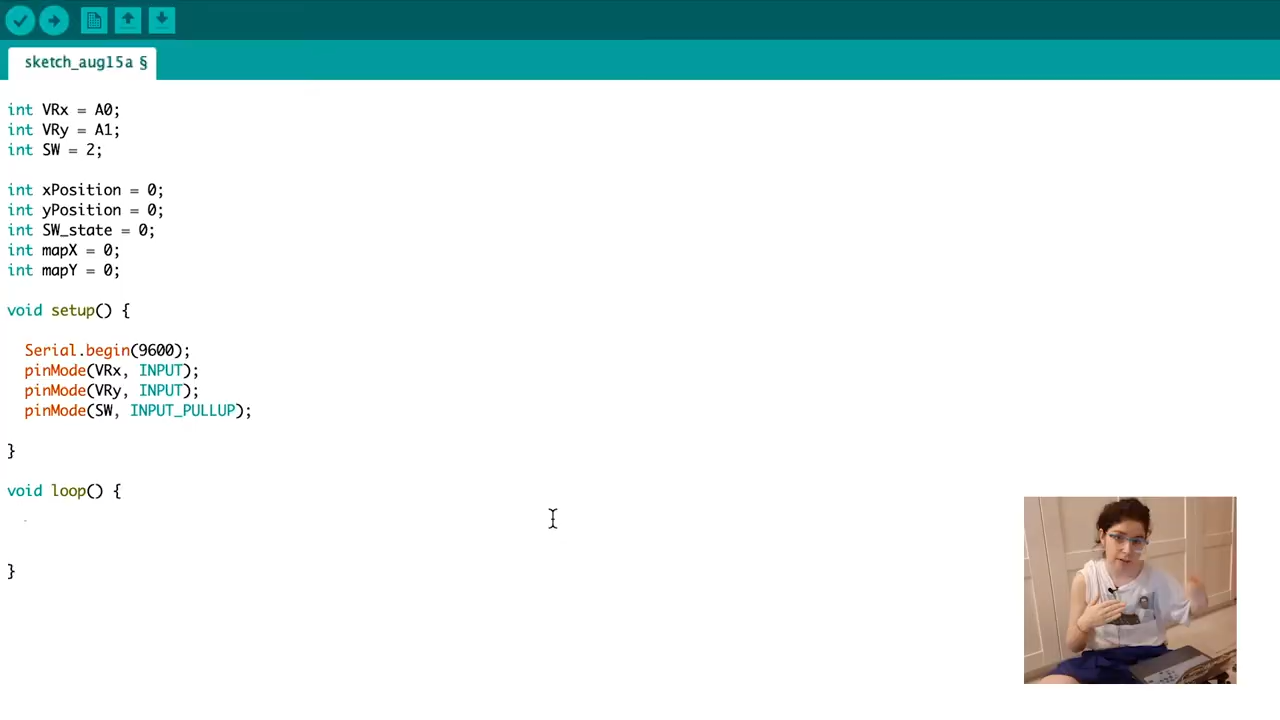 sketch_aug15a §
int VRx = A0;
int VRy = A1;
int SW = 2;
int xPosition = 0;
int yPosition = 0;
int SW_state = 0;
int mapX = 0;
int mapY = 0;
void setup() {
Serial.begin(9600);
pinMode(VRx, INPUT);
pinMode(VRy, INPUT);
pinMode(SW, INPUT_PULLUP);
}
void loop() {
}